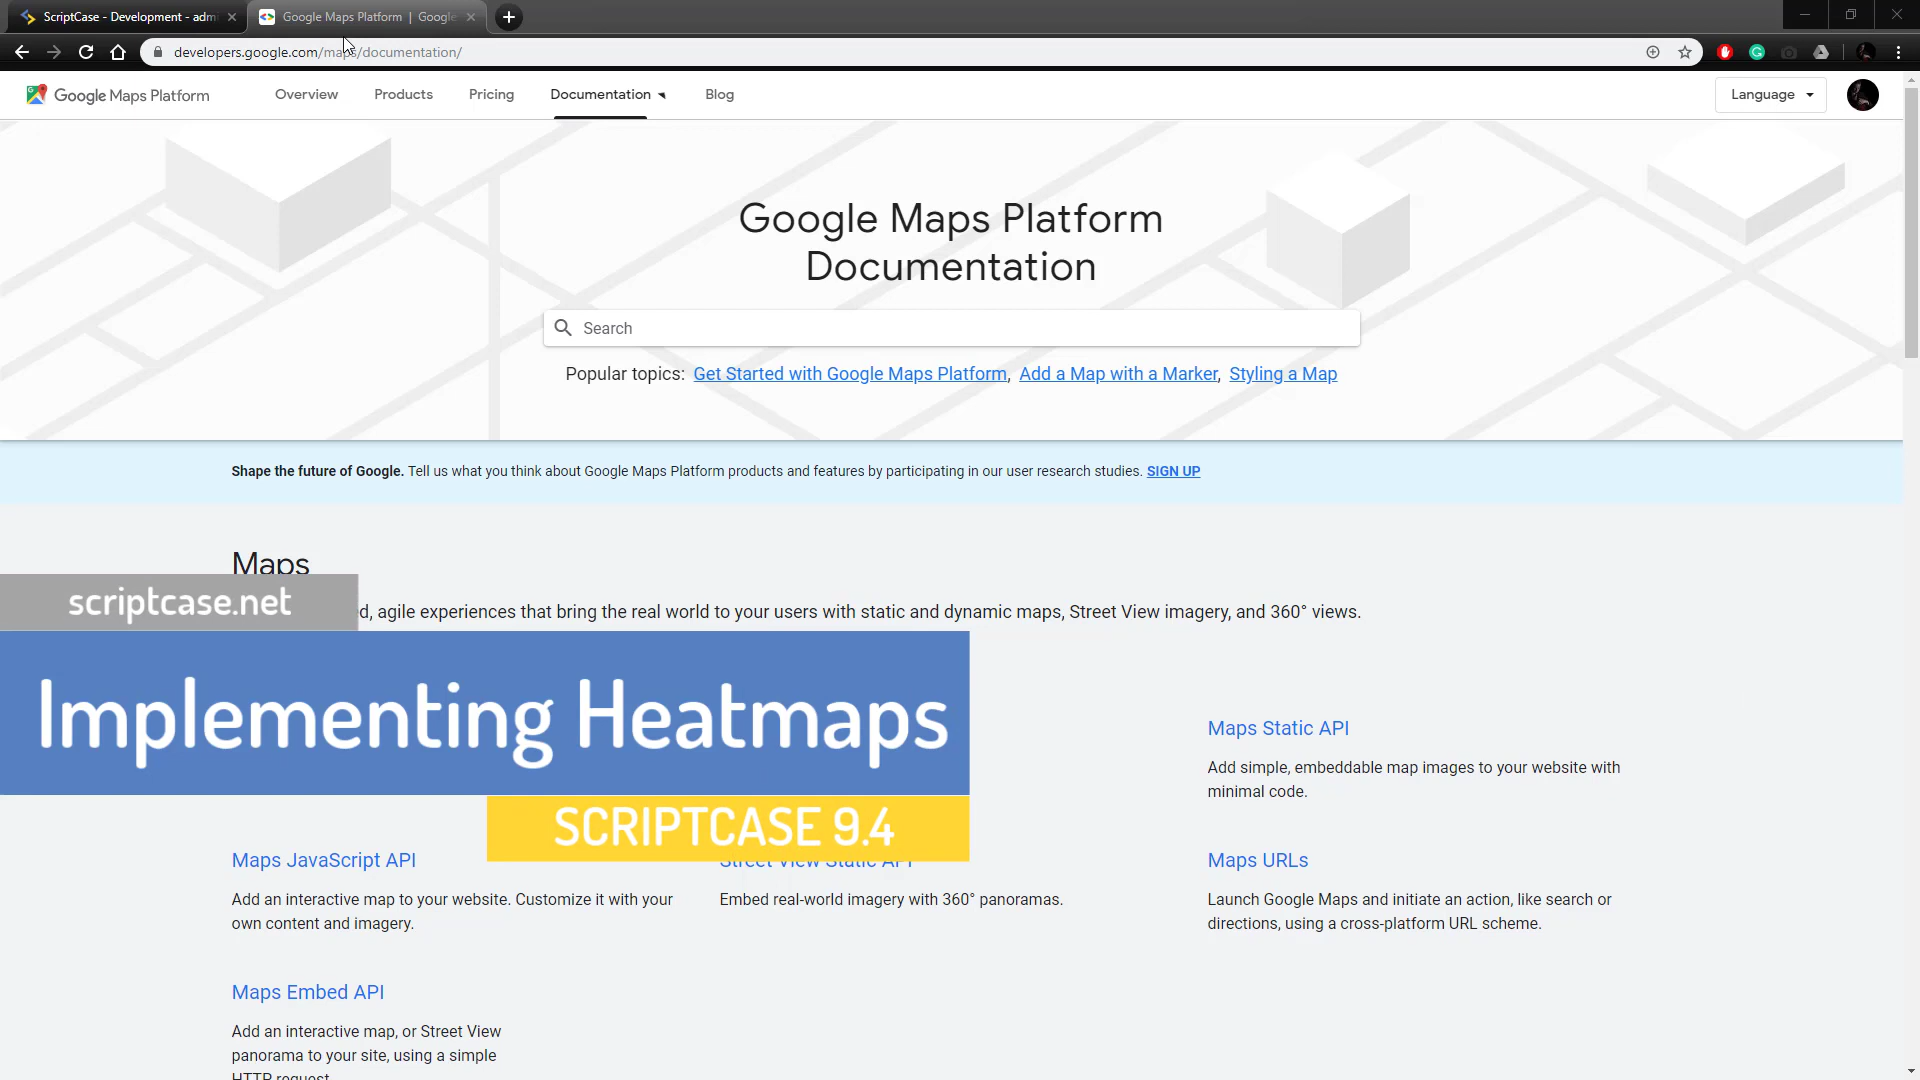 ScriptCase - Development - adm
Google Maps Platform | Google
developers.google.com/maps/documentation/
Google Maps Platform
Overview
Products
Pricing
Documentation
Blog
Language
Google Maps Platform
Documentation
Search
Popular topics: Get Started with Google Maps Platform, Add a Map with a Marker, Styling a Map
Shape the future of Google. Tell us what you think about Google Maps Platform products and features by participating in our user research studies. SIGN UP
Maps
scriptcase.net
agile experiences that bring the real world to your users with static and dynamic maps, Street View imagery, and 360° views.
Implementing Heatmaps
SCRIPTCASE 9.4
Maps Static API
Add simple, embeddable map images to your website with
minimal code.
Maps JavaScript API
Add an interactive map to your website. Customize it with your
own content and imagery.
Street View Static API
Embed real-world imagery with 360° panoramas.
Maps URLs
Launch Google Maps and initiate an action, like search or
directions, using a cross-platform URL scheme.
Maps Embed API
Add an interactive map, or Street View
panorama to your site, using a simple
HTTP request.